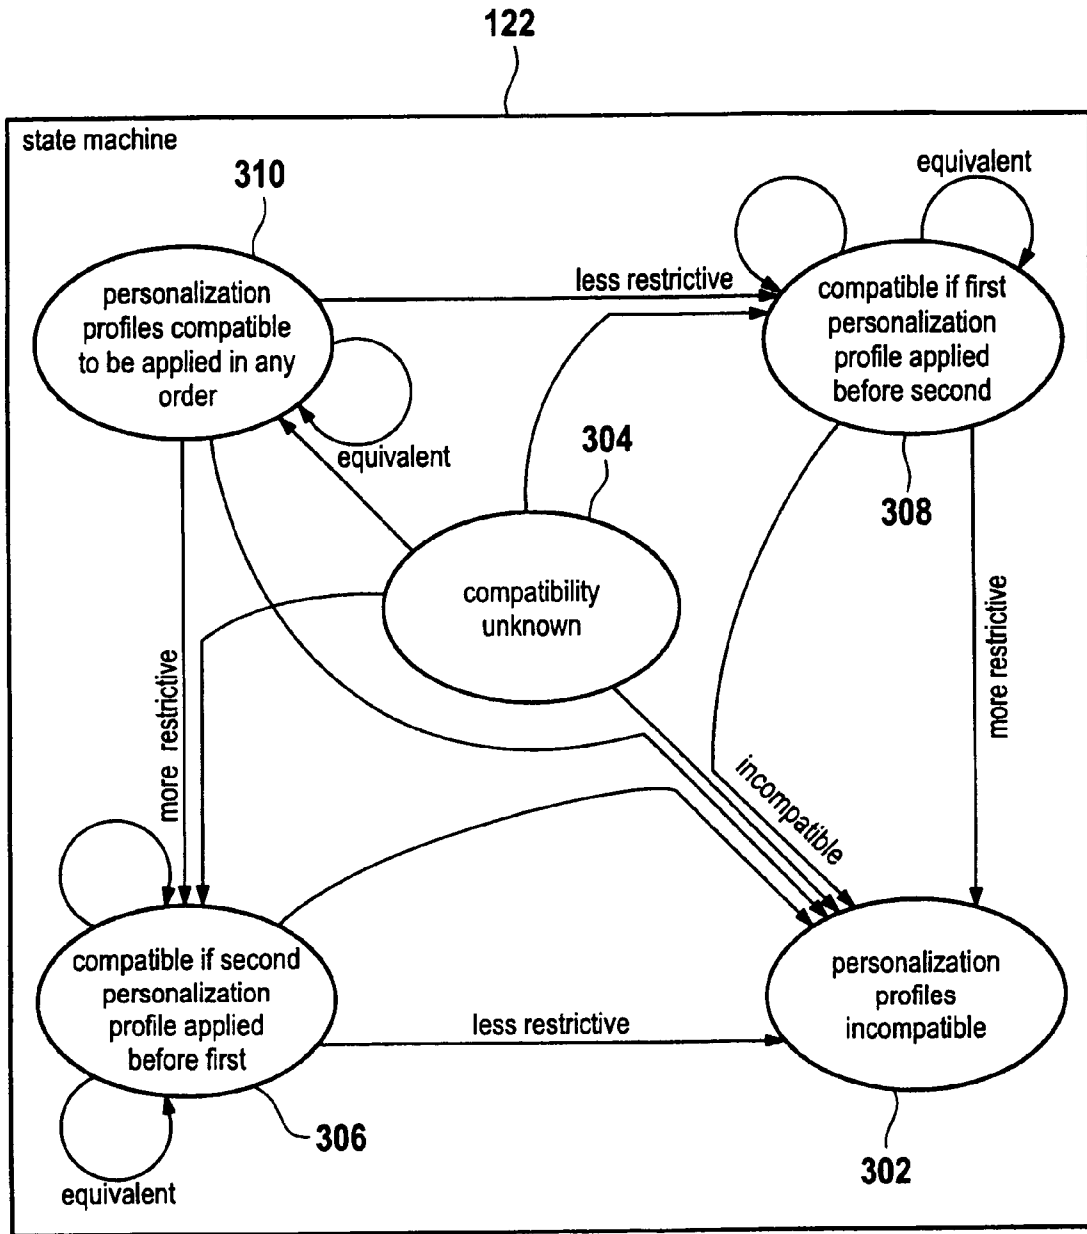 122
state machine
310
equivalent
personalization
profiles compatible
to be applied in any
order
less restrictive
compatible if first
personalization
profile applied
before second
equivalent
304
308
compatibility
unknown
more restrictive
more restrictive
incompatible
compatible if second
personalization
profile applied
before first
less restrictive
personalization
profiles
incompatible
306
302
equivalent